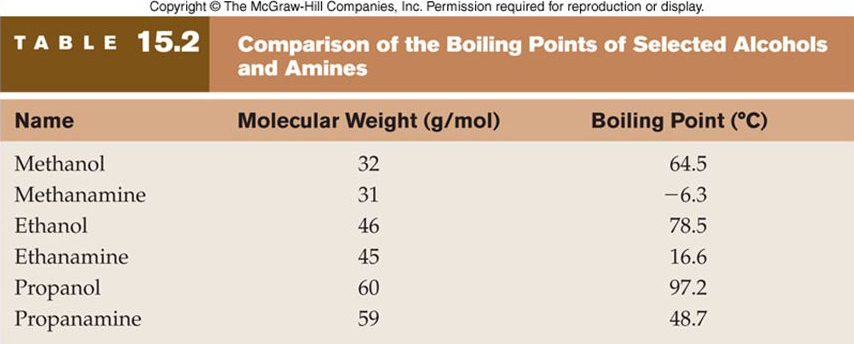 Copyright © The McGraw-Hill Companies, Inc. Permission required for reproduction or display.
TABLE 15.2 Comparison of the Boiling Points of Selected Alcohols
and Amines
Name Molecular Weight (g/mol) Boiling Point (°C)
Methanol 32 64.5
Methanamine 31 −6.3
Ethanol 46 78.5
Ethanamine 45 16.6
Propanol 60 97.2
Propanamine 59 48.7